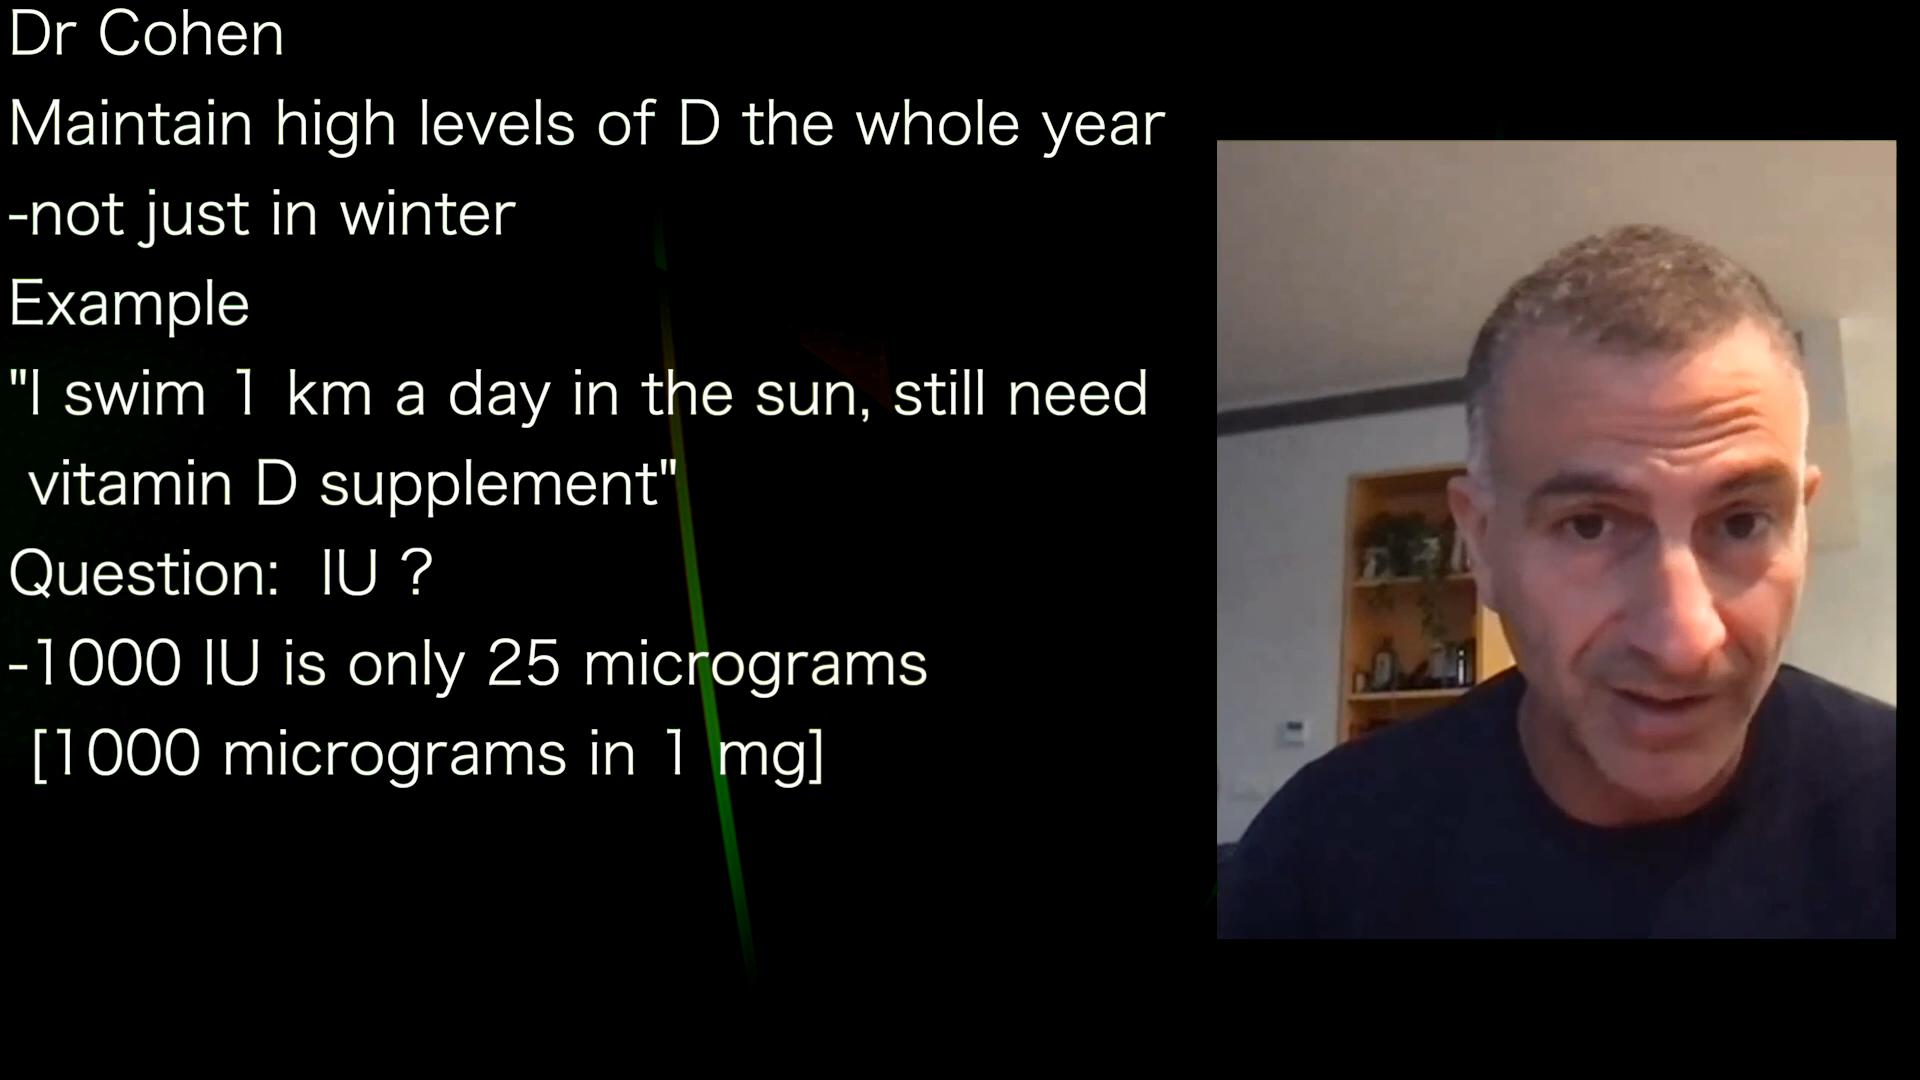 Dr Cohen
Maintain high levels of D the whole year
-not just in winter
Example
"I swim 1 km a day in the sun, still need
vitamin D supplement"
Question:  IU ?
-1000 IU is only 25 micrograms
[1000 micrograms in 1 mg]